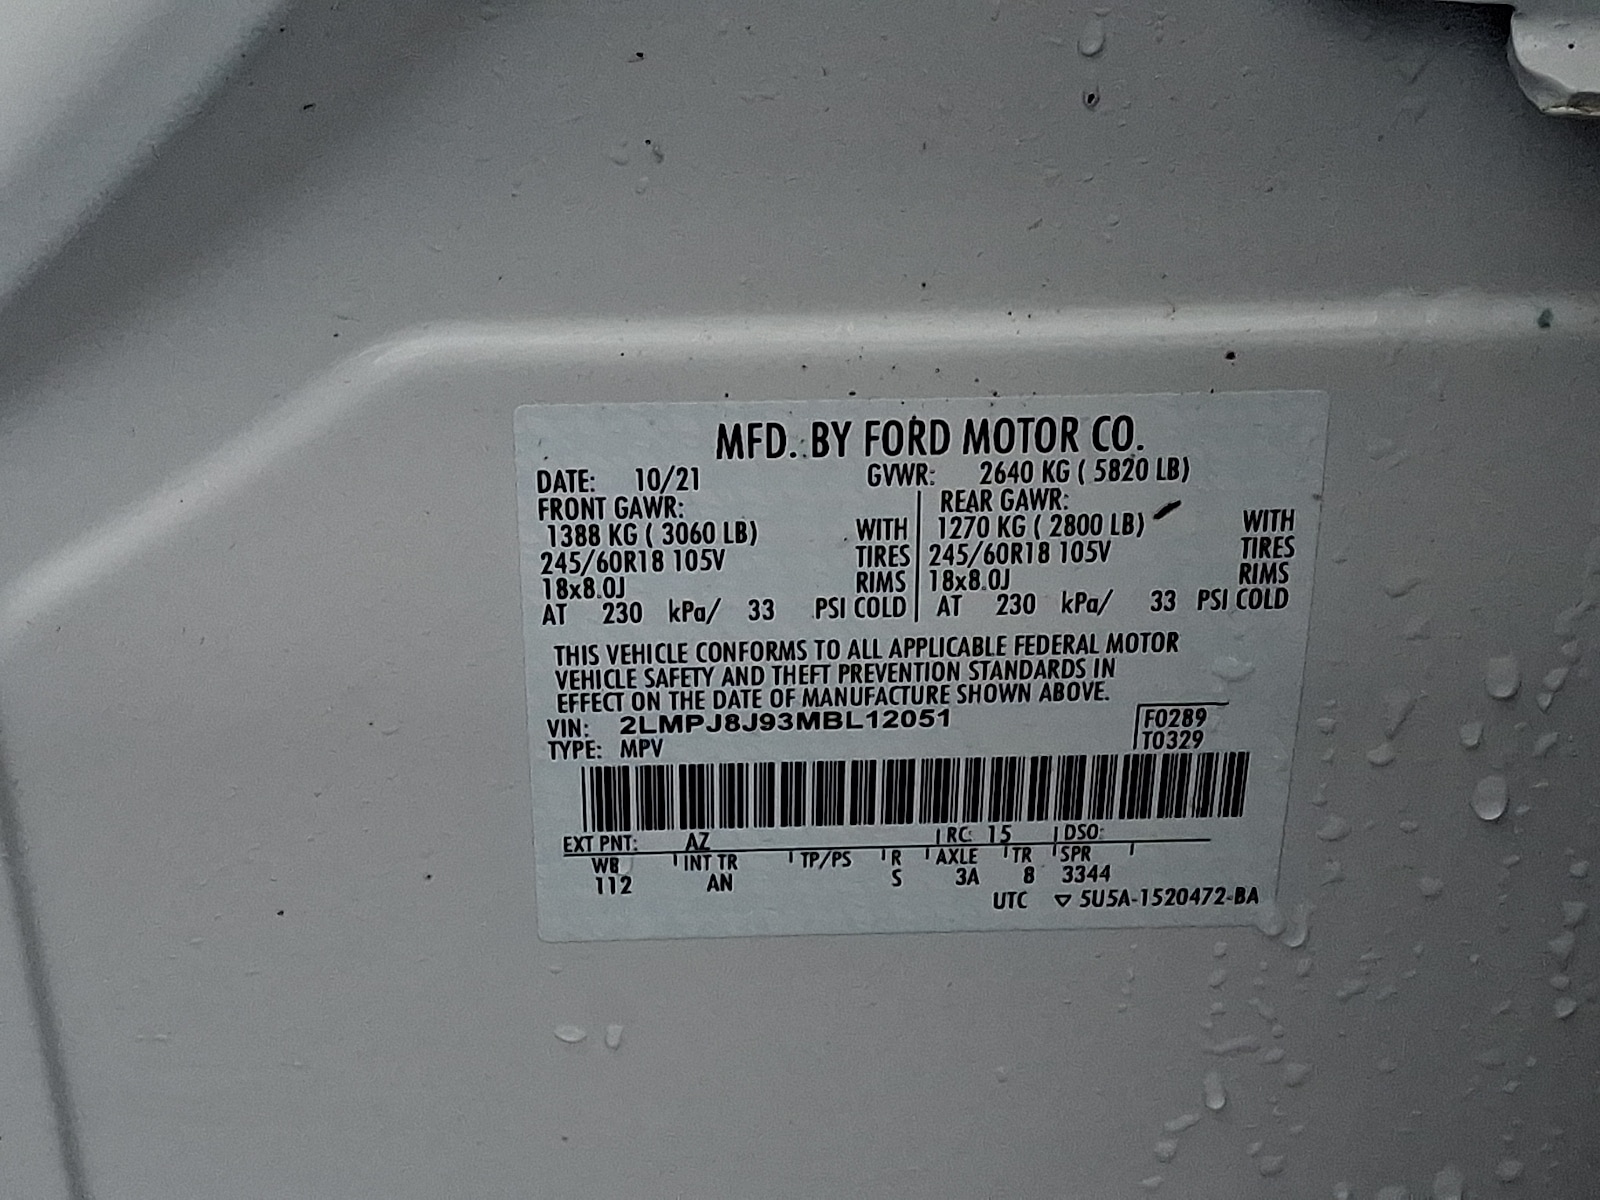 MFD. BY FORD MOTOR CO.
DATE: 10/21 GVWR: 2640 KG ( 5820 LB)
FRONT GAWR: REAR GAWR:
1388 KG ( 3060 LB) WITH 1270 KG ( 2800 LB) WITH
245/60R18 105V TIRES 245/60R18 105V TIRES
18x8.0J RIMS 18x8.0J RIMS
AT 230 kPa/ 33 PSI COLD AT 230 kPa/ 33 PSI COLD
THIS VEHICLE CONFORMS TO ALL APPLICABLE FEDERAL MOTOR
VEHICLE SAFETY AND THEFT PREVENTION STANDARDS IN
EFFECT ON THE DATE OF MANUFACTURE SHOWN ABOVE.
VIN: 2LMPJ8J93MBL12051 F0289
TYPE: MPV T0329
EXT PNT: AZ RC: 15 DSO:
WB INT TR TP/PS R AXLE TR SPR
112 AN S 3A 8 3344
UTC ▽ 5U5A-1520472-BA